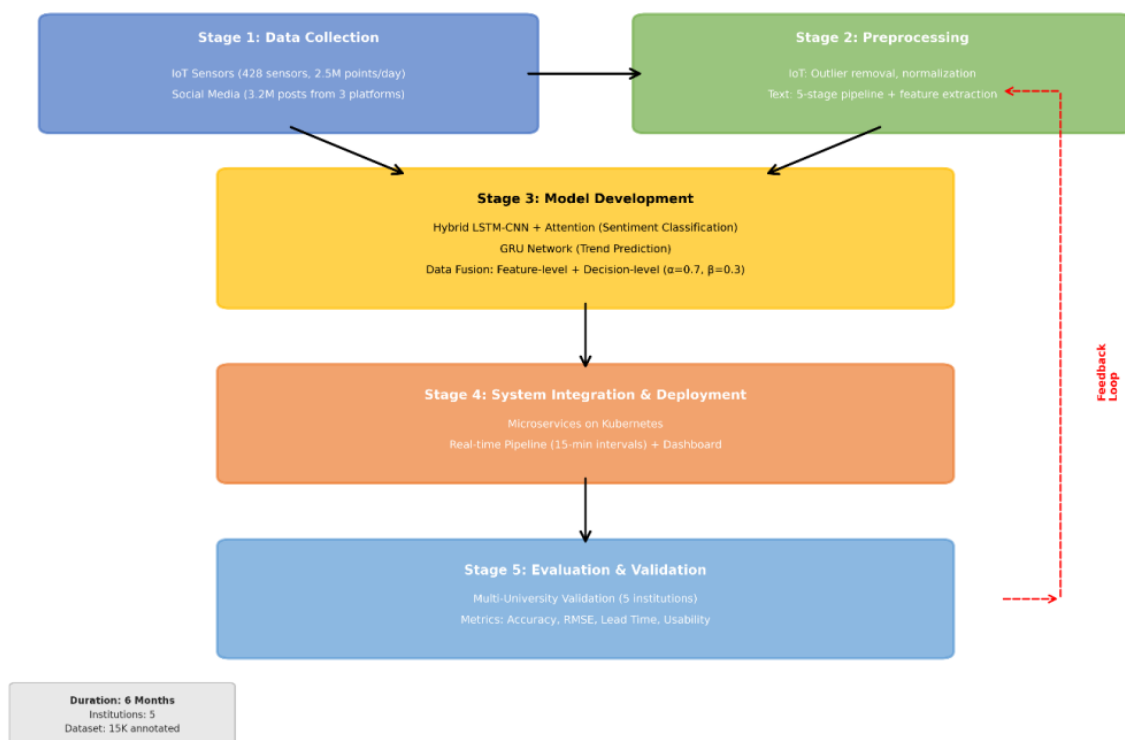 Stage 1: Data Collection
IoT Sensors (428 sensors, 2.5M points/day)
Social Media (3.2M posts from 3 platforms)
Stage 2: Preprocessing
IoT: Outlier removal, normalization
Text: 5-stage pipeline + feature extraction
Stage 3: Model Development
Hybrid LSTM-CNN + Attention (Sentiment Classification)
GRU Network (Trend Prediction)
Data Fusion: Feature-level + Decision-level (α=0.7, β=0.3)
Feedback
Loop
Stage 4: System Integration & Deployment
Microservices on Kubernetes
Real-time Pipeline (15-min intervals) + Dashboard
Stage 5: Evaluation & Validation
Multi-University Validation (5 institutions)
Metrics: Accuracy, RMSE, Lead Time, Usability
Duration: 6 Months
Institutions: 5
Dataset: 15K annotated